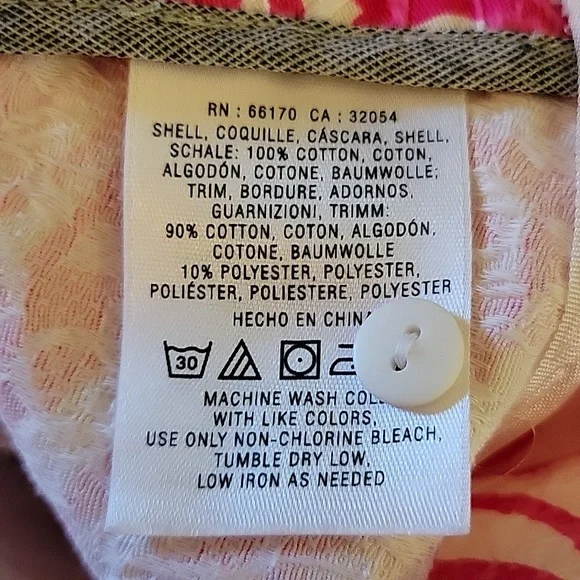 RN : 66170 CA : 32054
SHELL, COQUILLE, CÁSCARA, SHELL,
SCHALE: 100% COTTON, COTON,
ALGODÓN, COTONE, BAUMWOLLE;
TRIM, BORDURE, ADORNOS,
GUARNIZIONI, TRIMM:
90% COTTON, COTON, ALGODÓN,
COTONE, BAUMWOLLE
10% POLYESTER, POLYESTER,
POLIÉSTER, POLIESTERE, POLYESTER
HECHO EN CHINA
30
MACHINE WASH COLD
WITH LIKE COLORS,
USE ONLY NON-CHLORINE BLEACH,
TUMBLE DRY LOW,
LOW IRON AS NEEDED